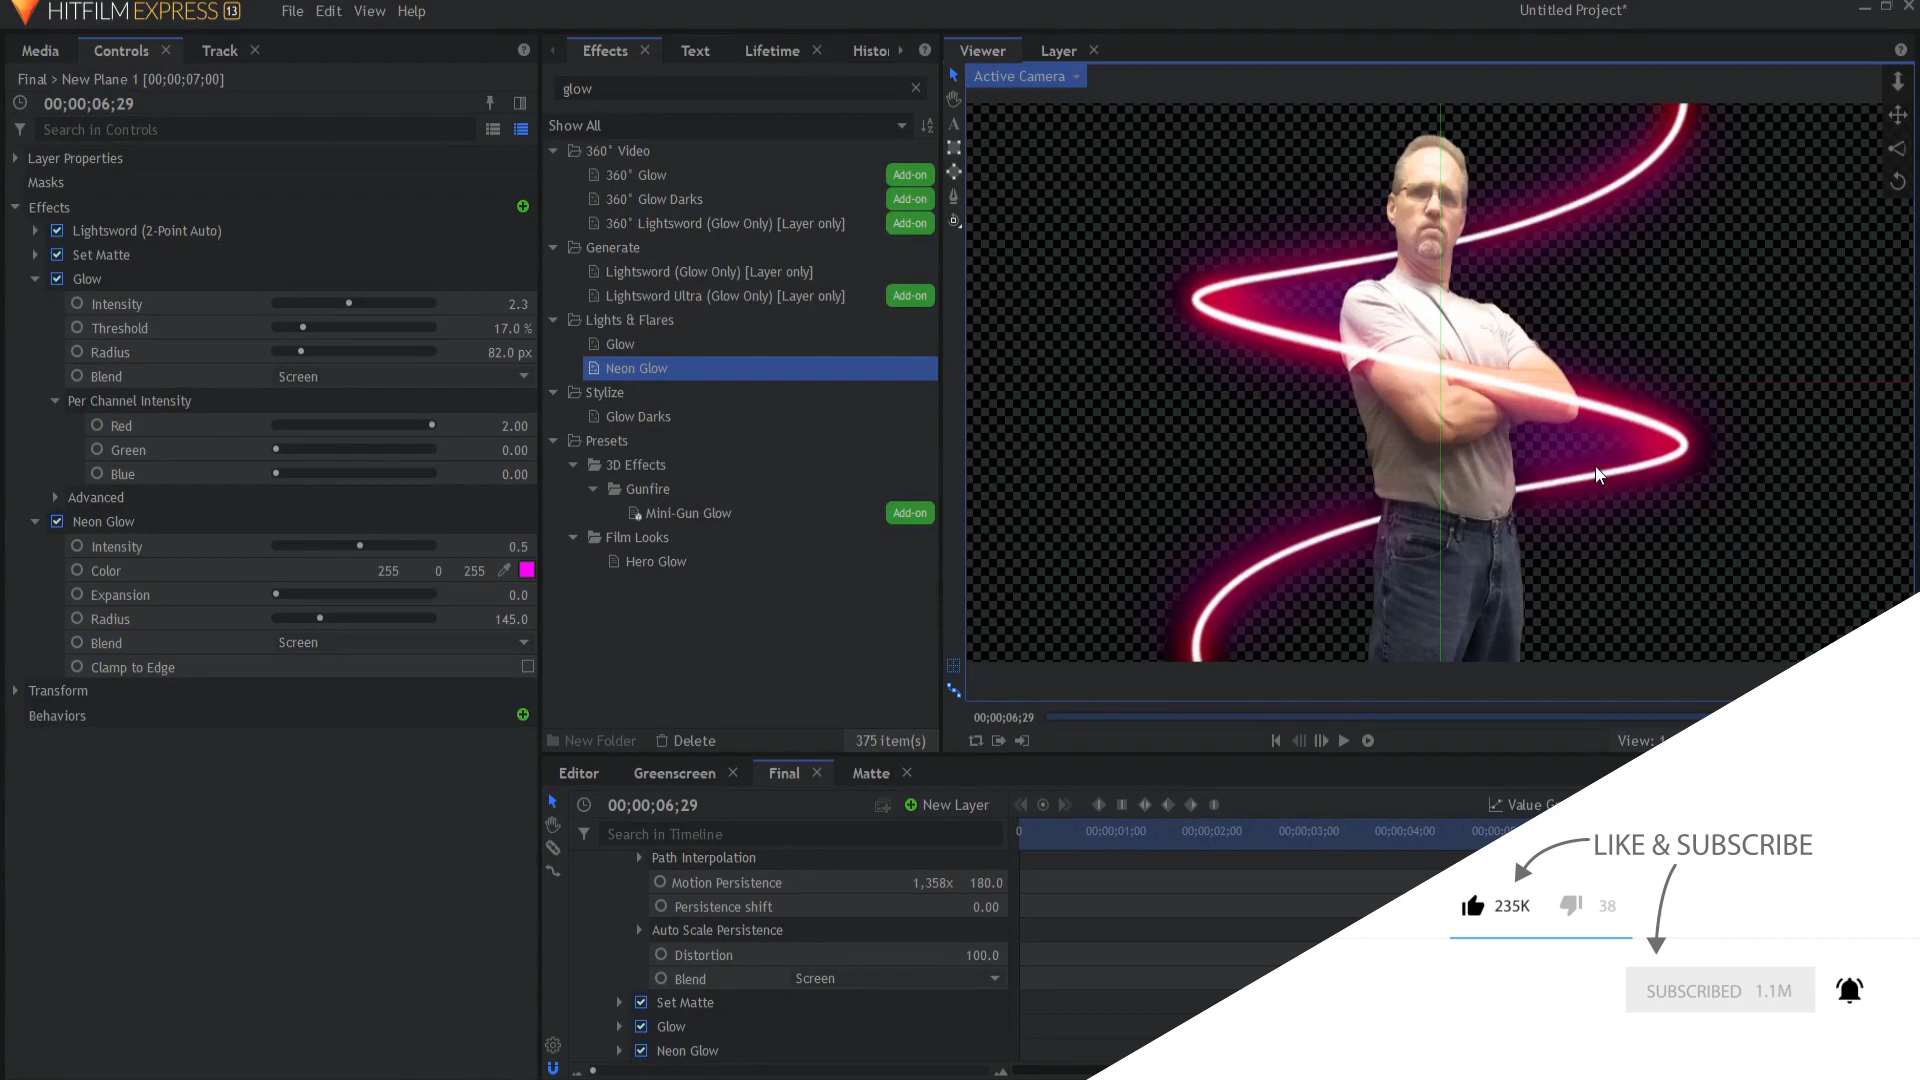 HITFILM EXPRESS 13
File Edit View Help
Untitled Project*
Media Controls Track
Final > New Plane 1 [00;00;07;00]
00;00;06;29
Search in Controls
Layer Properties
Masks
Effects
Lightsword (2-Point Auto)
Set Matte
Glow
Intensity 2.3
Threshold 17.0 %
Radius 82.0 px
Blend Screen
Per Channel Intensity
Red 2.00
Green 0.00
Blue 0.00
Advanced
Neon Glow
Intensity 0.5
Color 255 0 255
Expansion 0.0
Radius 145.0
Blend Screen
Clamp to Edge
Transform
Behaviors
Effects Text Lifetime Histo
glow
Show All
360° Video
360° Glow Add-on
360° Glow Darks Add-on
360° Lightsword (Glow Only) [Layer only] Add-on
Generate
Lightsword (Glow Only) [Layer only]
Lightsword Ultra (Glow Only) [Layer only] Add-on
Lights & Flares
Glow
Neon Glow
Stylize
Glow Darks
Presets
3D Effects
Gunfire
Mini-Gun Glow Add-on
Film Looks
Hero Glow
New Folder Delete 375 item(s)
Viewer Layer
Active Camera
00;00;06;29
View: 1
Editor Greenscreen Final Matte
00;00;06;29 New Layer Value G
Search in Timeline
0 00;00;01;00 00;00;02;00 00;00;03;00 00;00;04;00
Path Interpolation
Motion Persistence 1,358x 180.0
Persistence shift 0.00
Auto Scale Persistence
Distortion 100.0
Blend Screen
Set Matte
Glow
Neon Glow
LIKE & SUBSCRIBE
235K 38
SUBSCRIBED 1.1M